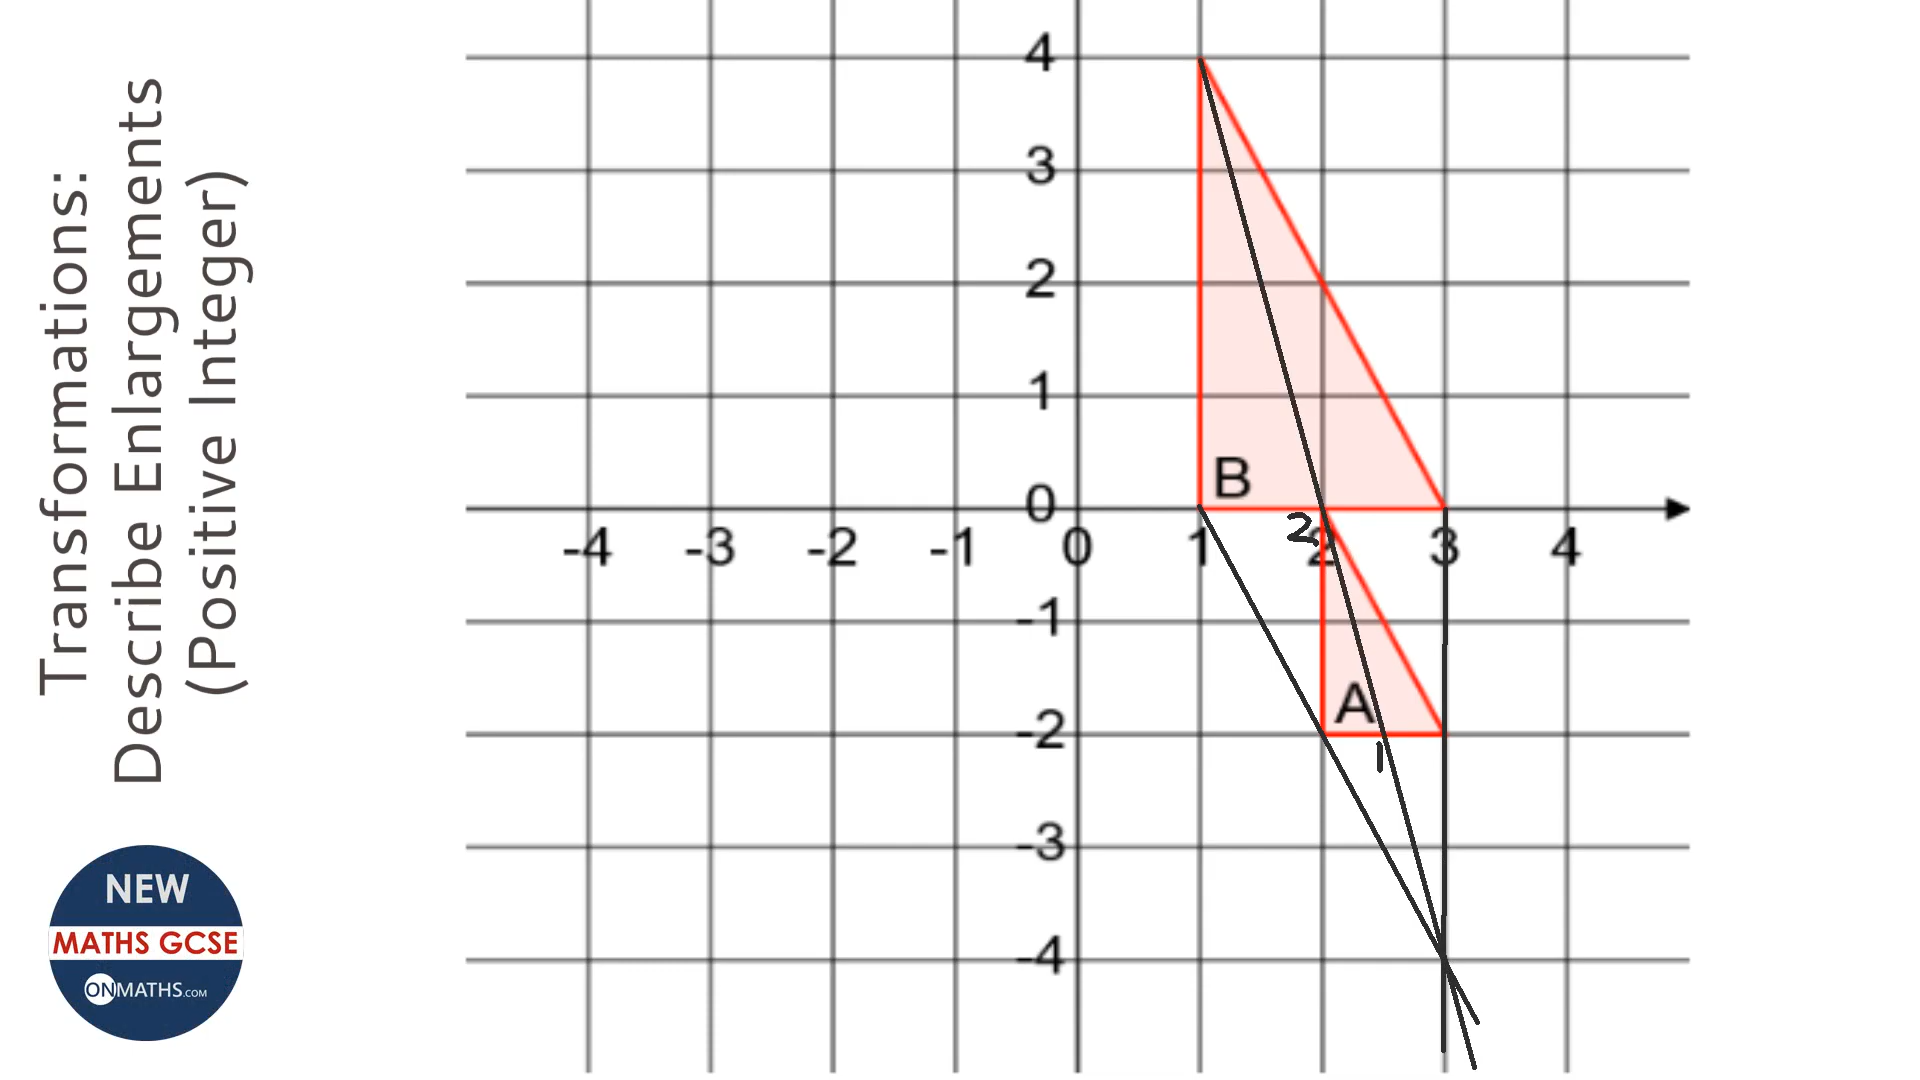 Transformations:
Describe Enlargements
(Positive Integer)
NEW
MATHS GCSE
ONMATHS.COM
4
3
2
1
B
0
2
-4 -3 -2 -1 0 1 2 3 4
-1
A
-2
1
-3
-4